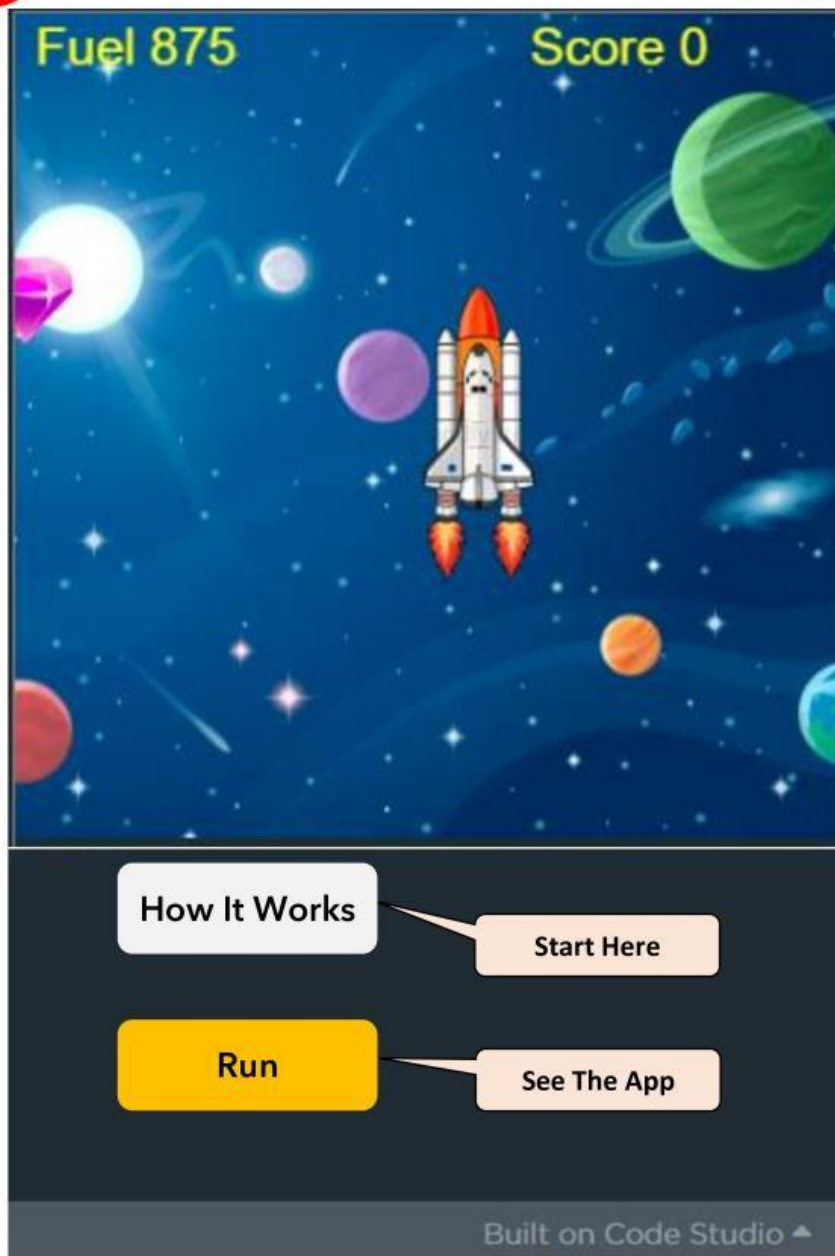 Fuel 875 Score 0
How It Works
Start Here
Run
See The App
Built on Code Studio